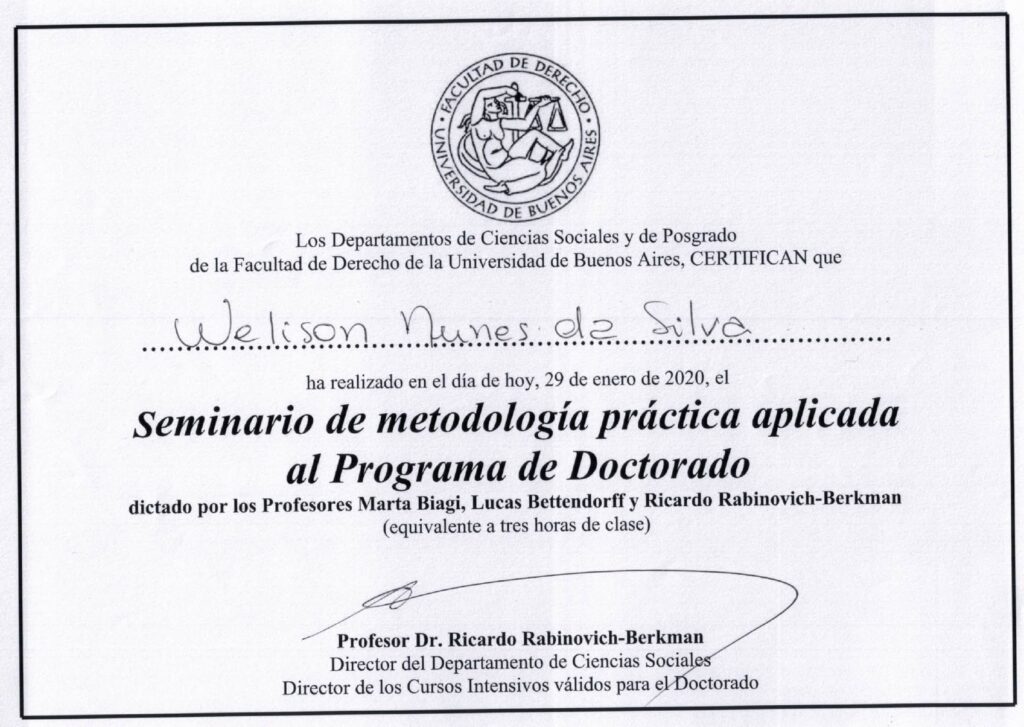 FACULTAD DE DERECHO
UNIVERSIDAD DE BUENOS AIRES
Los Departamentos de Ciencias Sociales y de Posgrado
de la Facultad de Derecho de la Universidad de Buenos Aires, CERTIFICAN que
Welison Nunes da Silva
ha realizado en el día de hoy, 29 de enero de 2020, el
Seminario de metodología práctica aplicada
al Programa de Doctorado
dictado por los Profesores Marta Biagi, Lucas Bettendorff y Ricardo Rabinovich-Berkman
(equivalente a tres horas de clase)
Profesor Dr. Ricardo Rabinovich-Berkman
Director del Departamento de Ciencias Sociales
Director de los Cursos Intensivos válidos para el Doctorado